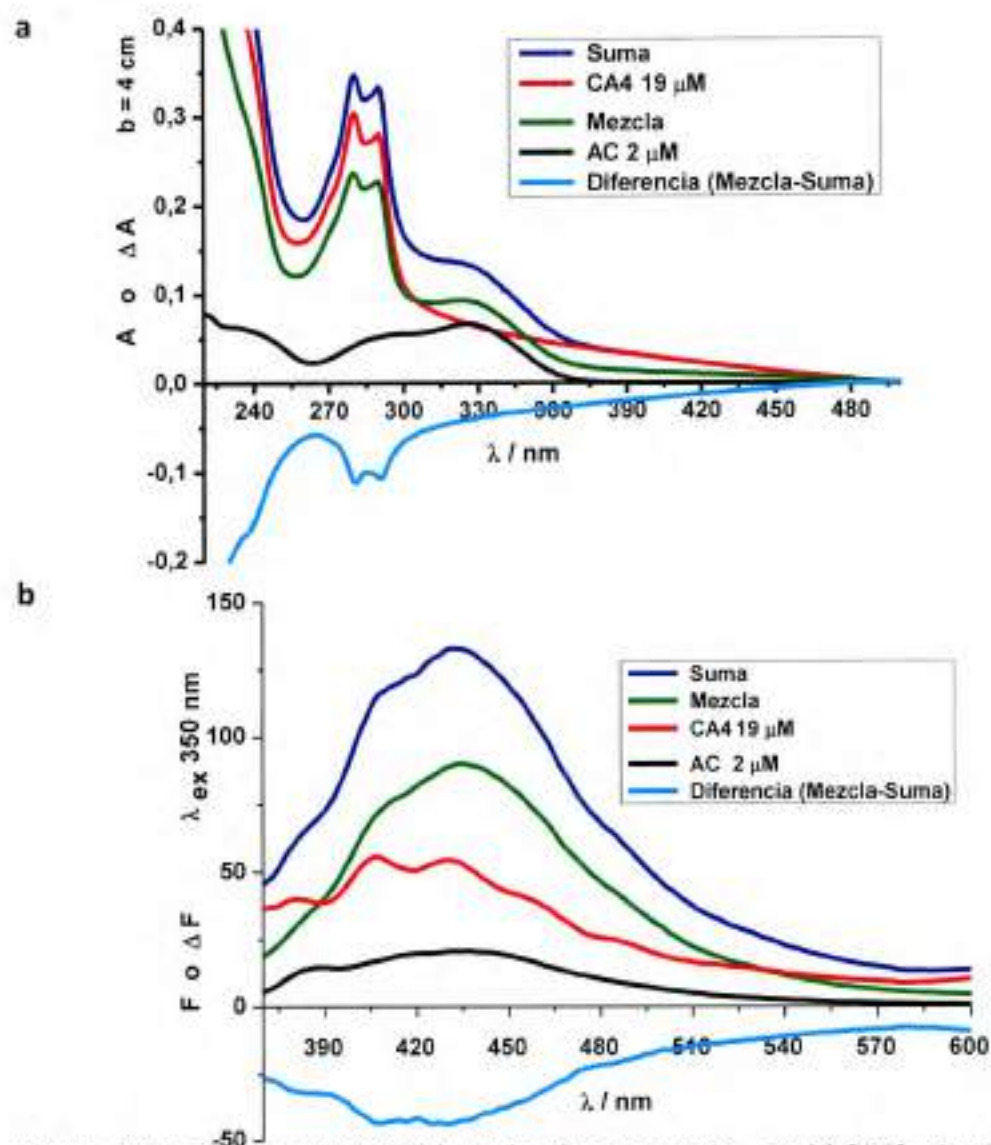 a
0,4
0,3
0,2
0,1
0,0
-0,1
-0,2
A o ΔA b = 4 cm
Suma
CA4 19 μM
Mezcla
AC 2 μM
Diferencia (Mezcla-Suma)
240 270 300 330 360 390 420 450 480
λ / nm
b
150
100
50
0
-50
F o ΔF λ ex 350 nm
Suma
Mezcla
CA4 19 μM
AC 2 μM
Diferencia (Mezcla-Suma)
390 420 450 480 510 540 570 600
λ / nm